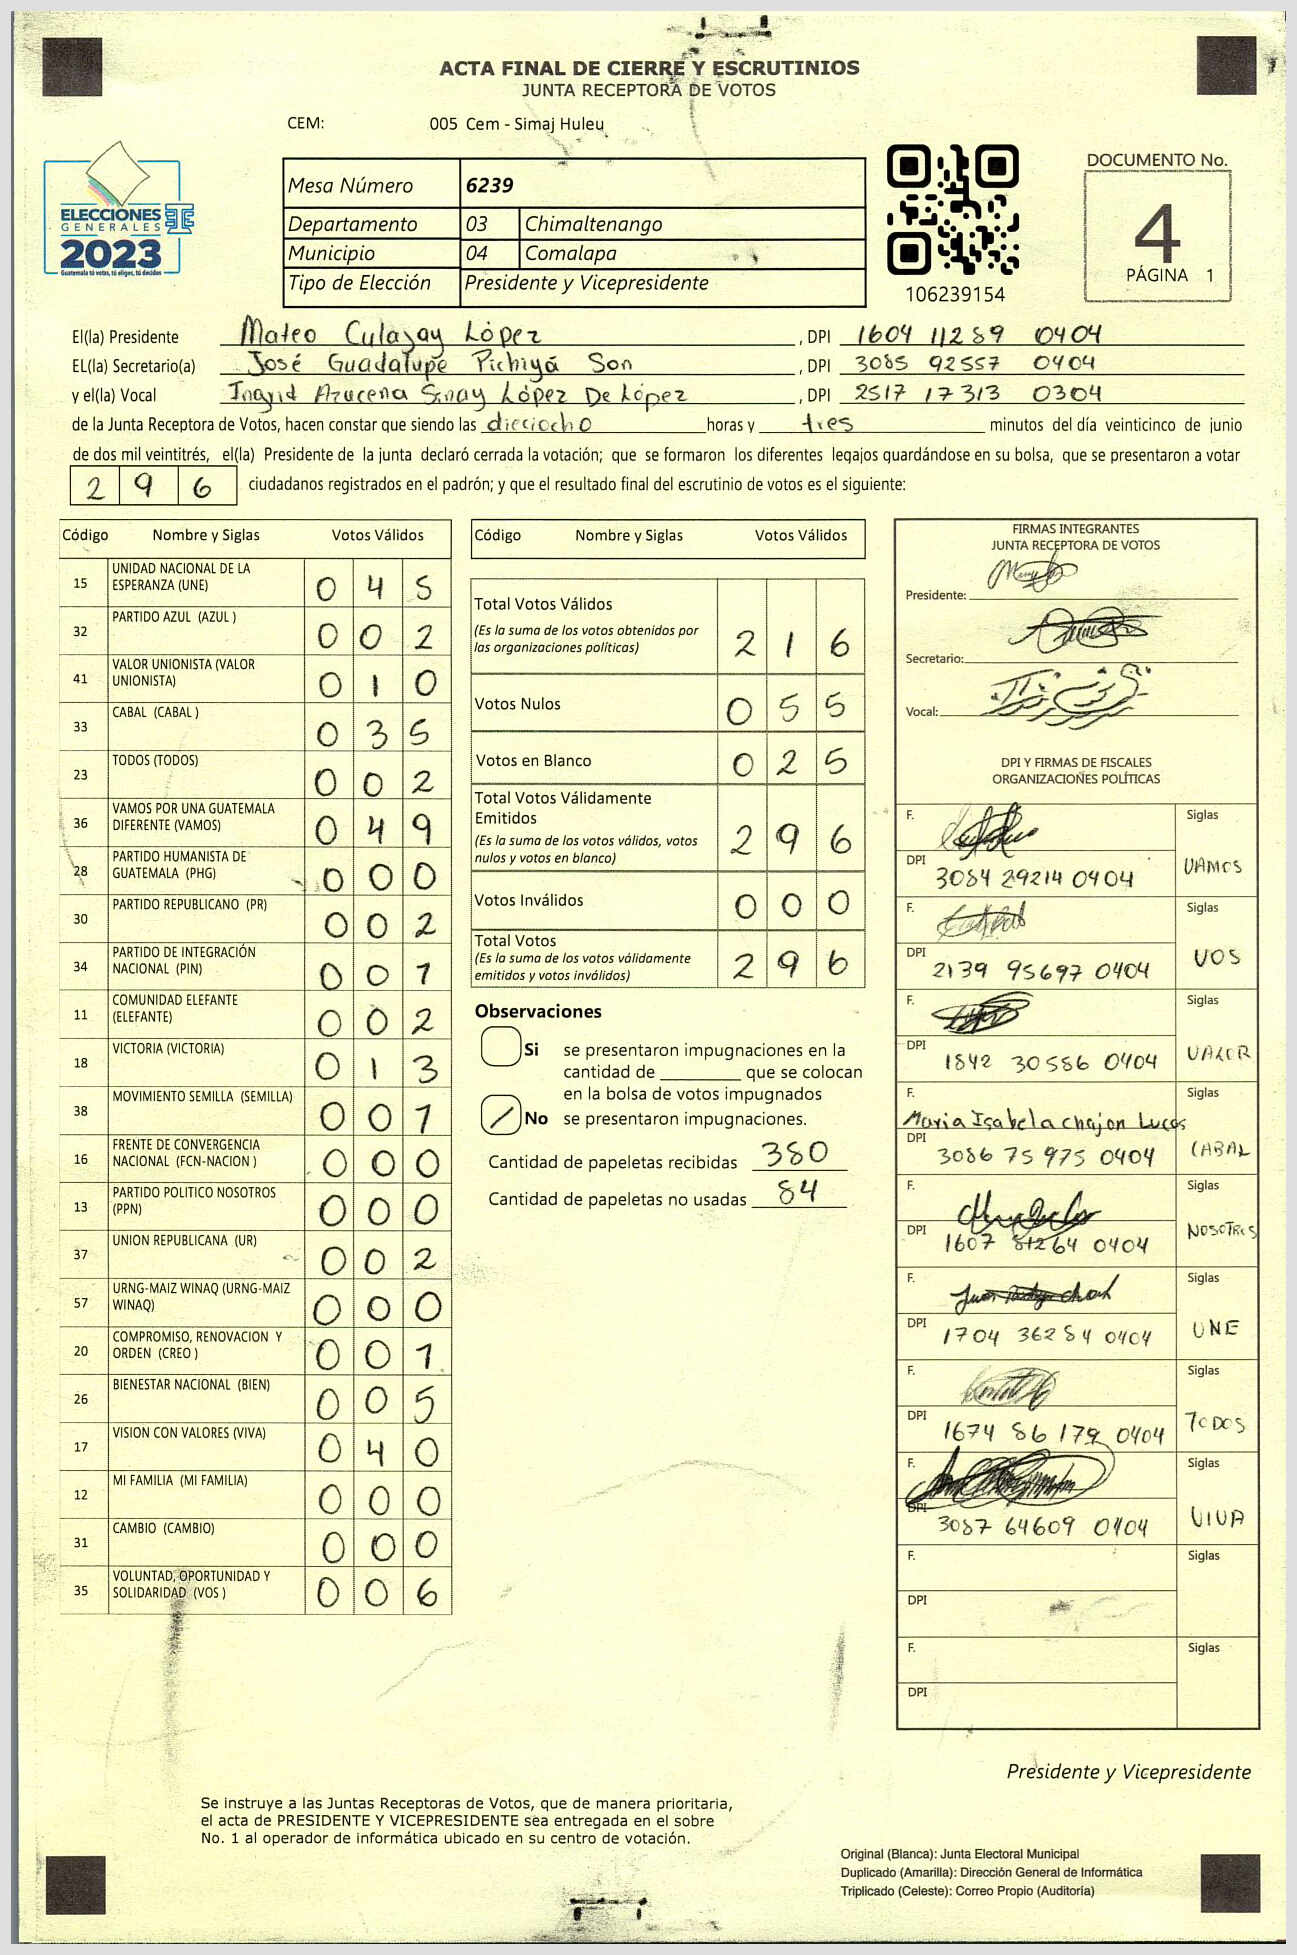 ACTA FINAL DE CIERRE Y ESCRUTINIOS
JUNTA RECEPTORA DE VOTOS
CEM: 005 Cem - Simaj Huleu
ELECCIONES
GENERALES
2023
Guatemala tú votas, tú eliges, tú decides
Mesa Número 6239
Departamento 03 Chimaltenango
Municipio 04 Comalapa
Tipo de Elección Presidente y Vicepresidente
106239154
DOCUMENTO No.
4
PÁGINA 1
El(la) Presidente Mateo Culajay López , DPI 1604 11289 0404
EL(la) Secretario(a) José Guadalupe Pichiyá Son , DPI 3085 92557 0404
y el(la) Vocal Ingrid Azucena Sinay López De López , DPI 2517 17313 0304
de la Junta Receptora de Votos, hacen constar que siendo las dieciocho horas y tres minutos del día veinticinco de junio
de dos mil veintitrés, el(la) Presidente de la junta declaró cerrada la votación; que se formaron los diferentes legajos guardándose en su bolsa, que se presentaron a votar
2 9 6 ciudadanos registrados en el padrón; y que el resultado final del escrutinio de votos es el siguiente:
Código Nombre y Siglas Votos Válidos
15 UNIDAD NACIONAL DE LA ESPERANZA (UNE) 0 4 5
32 PARTIDO AZUL (AZUL ) 0 0 2
41 VALOR UNIONISTA (VALOR UNIONISTA) 0 1 0
33 CABAL (CABAL ) 0 3 5
23 TODOS (TODOS) 0 0 2
36 VAMOS POR UNA GUATEMALA DIFERENTE (VAMOS) 0 4 9
28 PARTIDO HUMANISTA DE GUATEMALA (PHG) 0 0 0
30 PARTIDO REPUBLICANO (PR) 0 0 2
34 PARTIDO DE INTEGRACIÓN NACIONAL (PIN) 0 0 1
11 COMUNIDAD ELEFANTE (ELEFANTE) 0 0 2
18 VICTORIA (VICTORIA) 0 1 3
38 MOVIMIENTO SEMILLA (SEMILLA) 0 0 1
16 FRENTE DE CONVERGENCIA NACIONAL (FCN-NACION ) 0 0 0
13 PARTIDO POLITICO NOSOTROS (PPN) 0 0 0
37 UNION REPUBLICANA (UR) 0 0 2
57 URNG-MAIZ WINAQ (URNG-MAIZ WINAQ) 0 0 0
20 COMPROMISO, RENOVACION Y ORDEN (CREO ) 0 0 1
26 BIENESTAR NACIONAL (BIEN) 0 0 5
17 VISION CON VALORES (VIVA) 0 4 0
12 MI FAMILIA (MI FAMILIA) 0 0 0
31 CAMBIO (CAMBIO) 0 0 0
35 VOLUNTAD, OPORTUNIDAD Y SOLIDARIDAD (VOS ) 0 0 6
Código Nombre y Siglas Votos Válidos
Total Votos Válidos
(Es la suma de los votos obtenidos por las organizaciones políticas) 2 1 6
Votos Nulos 0 5 5
Votos en Blanco 0 2 5
Total Votos Válidamente Emitidos
(Es la suma de los votos válidos, votos nulos y votos en blanco) 2 9 6
Votos Inválidos 0 0 0
Total Votos
(Es la suma de los votos válidamente emitidos y votos inválidos) 2 9 6
Observaciones
Si se presentaron impugnaciones en la
cantidad de ________ que se colocan
en la bolsa de votos impugnados
No se presentaron impugnaciones.
Cantidad de papeletas recibidas 380
Cantidad de papeletas no usadas 84
FIRMAS INTEGRANTES
JUNTA RECEPTORA DE VOTOS
Presidente:
Secretario:
Vocal:
DPI Y FIRMAS DE FISCALES
ORGANIZACIONES POLÍTICAS
F. Siglas
DPI 3084 29214 0404 VAMOS
F. Siglas
DPI 2139 95697 0404 VOS
F. Siglas
DPI 1842 30586 0404 VALOR
F. Siglas
Maria Isabela chajon Lucas
DPI 3086 75 975 0404 CABAL
F. Siglas
DPI 1607 81264 0404 NOSOTROS
F. Siglas
DPI 1704 36284 0404 UNE
F. Siglas
DPI 1674 86 179 0404 TODOS
F. Siglas
DPI 3087 64609 0404 VIVA
F. Siglas
DPI
F. Siglas
DPI
Presidente y Vicepresidente
Se instruye a las Juntas Receptoras de Votos, que de manera prioritaria,
el acta de PRESIDENTE Y VICEPRESIDENTE sea entregada en el sobre
No. 1 al operador de informática ubicado en su centro de votación.
Original (Blanca): Junta Electoral Municipal
Duplicado (Amarilla): Dirección General de Informática
Triplicado (Celeste): Correo Propio (Auditoría)